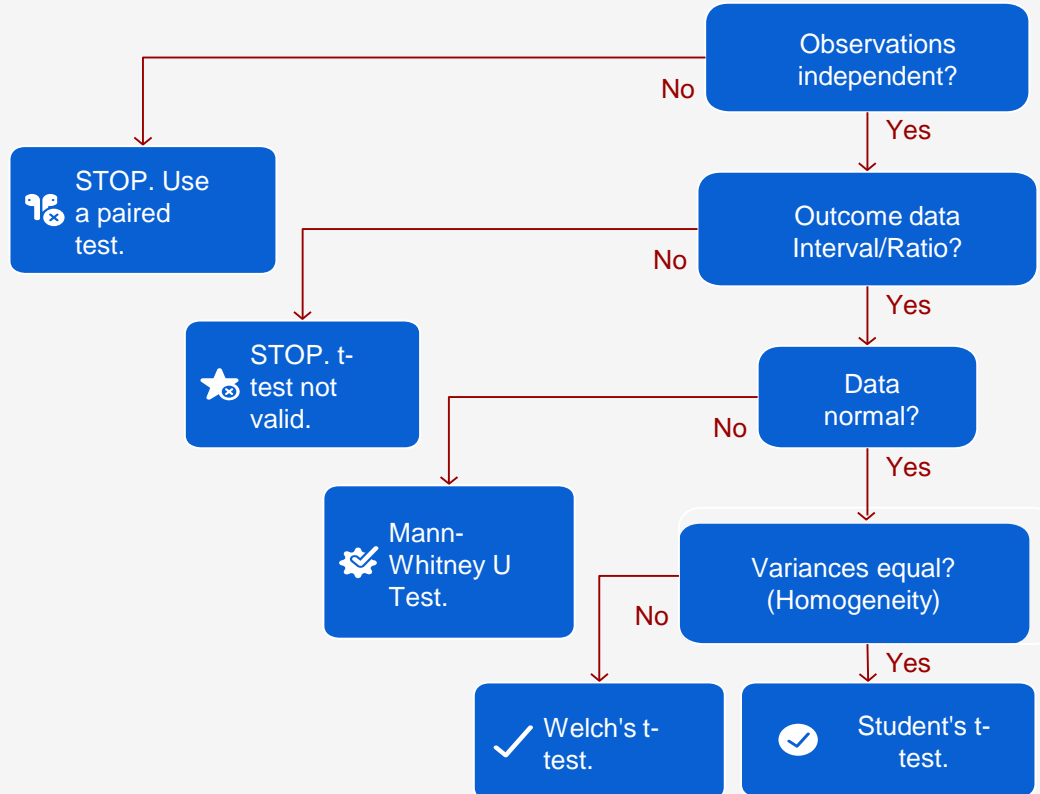 Observations
independent?
No
Yes
STOP. Use
a paired
test.
Outcome data
Interval/Ratio?
No
Yes
STOP. t-
test not
valid.
Data
normal?
No
Yes
Mann-
Whitney U
Test.
Variances equal?
(Homogeneity)
No
Yes
Welch's t-
test.
Student's t-
test.